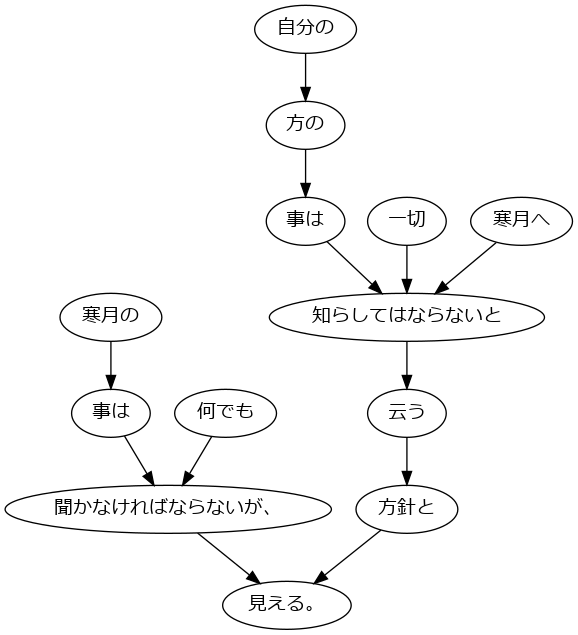 自分の
方の
事は
一切
寒月へ
寒月の
知らしてはならないと
事は
何でも
云う
聞かなければならないが、
方針と
見える。